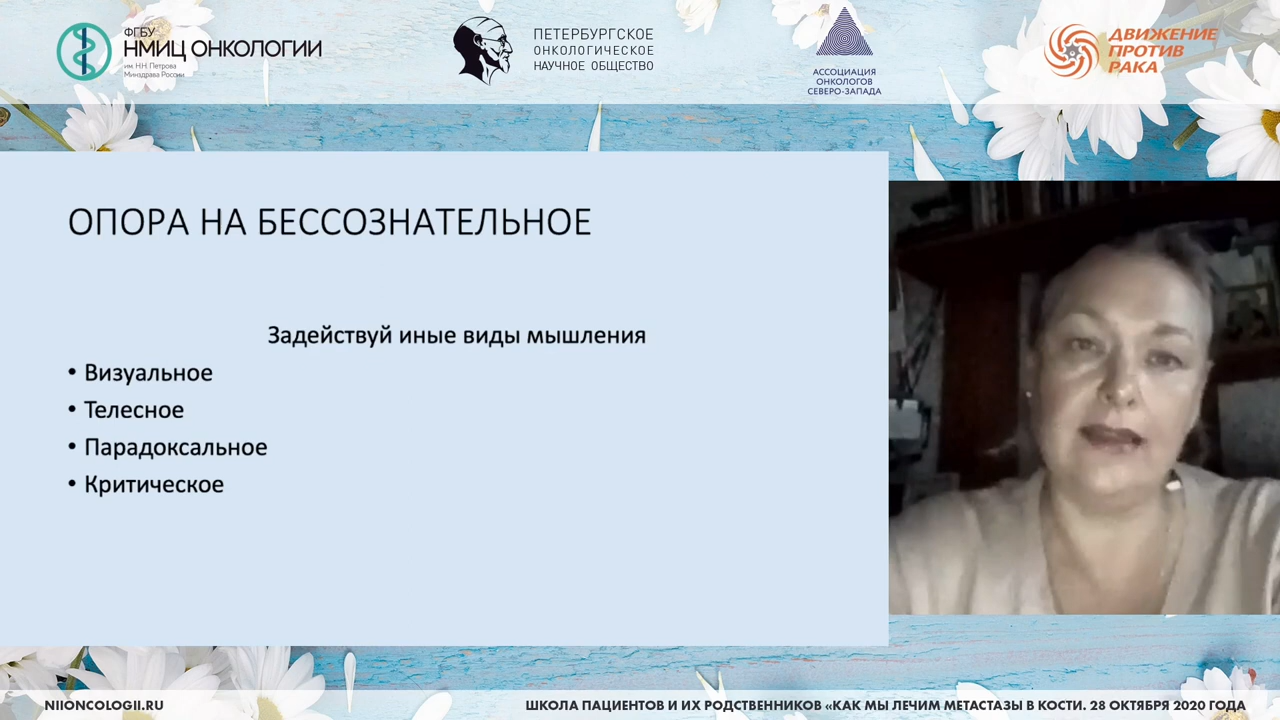 ФГБУ
НМИЦ ОНКОЛОГИИ
им. Н.Н. Петрова
Минздрава России
ПЕТЕРБУРГСКОЕ
ОНКОЛОГИЧЕСКОЕ
НАУЧНОЕ ОБЩЕСТВО
АССОЦИАЦИЯ
ОНКОЛОГОВ
СЕВЕРО-ЗАПАДА
ДВИЖЕНИЕ
ПРОТИВ
РАКА
ОПОРА НА БЕССОЗНАТЕЛЬНОЕ
Задействуй иные виды мышления
• Визуальное
• Телесное
• Парадоксальное
• Критическое
NIIONCOLOGII.RU
ШКОЛА ПАЦИЕНТОВ И ИХ РОДСТВЕННИКОВ «КАК МЫ ЛЕЧИМ МЕТАСТАЗЫ В КОСТИ. 28 ОКТЯБРЯ 2020 ГОДА